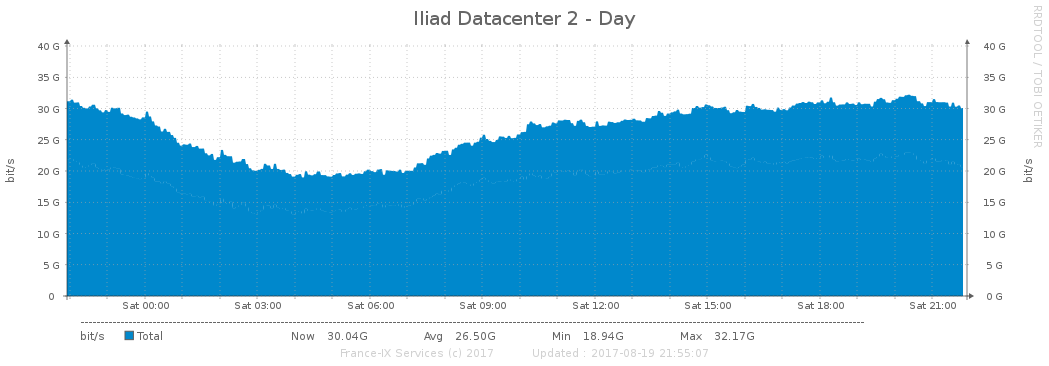 Iliad Datacenter 2 - Day
RRDTOOL / TOBI OETIKER
bit/s
40 G 40 G
35 G 35 G
30 G 30 G
25 G 25 G
20 G 20 G
15 G 15 G
10 G 10 G
5 G 5 G
0 0 G
bit/s
Sat 00:00 Sat 03:00 Sat 06:00 Sat 09:00 Sat 12:00 Sat 15:00 Sat 18:00 Sat 21:00
bit/s Total Now 30.04G Avg 26.50G Min 18.94G Max 32.17G
France-IX Services (c) 2017 Updated : 2017-08-19 21:55:07